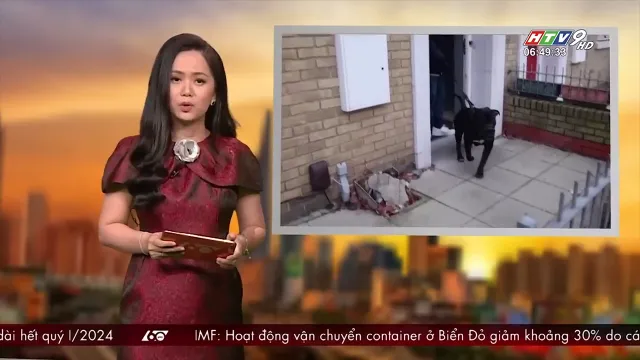 HTV9 HD
06:49:33
dài hết quý I/2024 60 IMF: Hoạt động vận chuyển container ở Biển Đỏ giảm khoảng 30% do cá